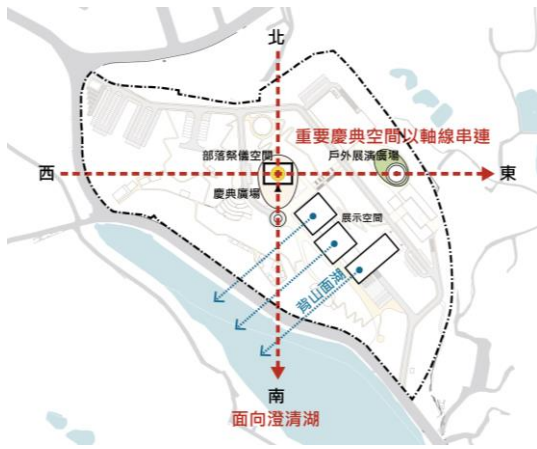 北
重要慶典空間以軸線串連
部落祭儀空間
戶外展演廣場
西
東
慶典廣場
展示空間
背山面湖
南
面向澄清湖